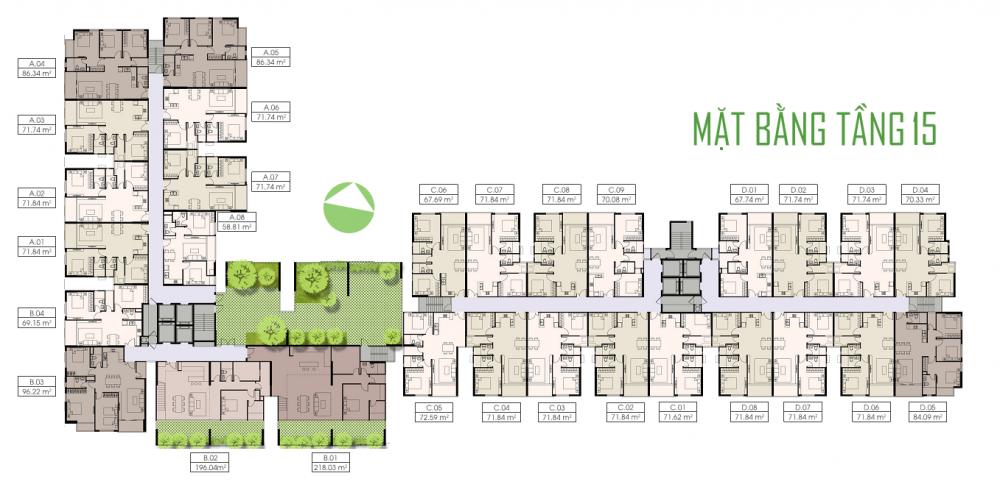 MẶT BẰNG TẦNG 15
A.04
86.34 m²
A.05
86.34 m²
A.03
71.74 m²
A.06
71.74 m²
A.02
71.84 m²
A.07
71.74 m²
A.01
71.84 m²
A.08
58.81 m²
B.04
69.15 m²
B.03
96.22 m²
B.02
196.04m²
B.01
218.03 m²
C.06
67.69 m²
C.07
71.84 m²
C.08
71.84 m²
C.09
70.08 m²
D.01
67.74 m²
D.02
71.74 m²
D.03
71.74 m²
D.04
70.33 m²
C.05
72.59 m²
C.04
71.84 m²
C.03
71.84 m²
C.02
71.84 m²
C.01
71.62 m²
D.08
71.84 m²
D.07
71.84 m²
D.06
71.84 m²
D.05
84.09 m²